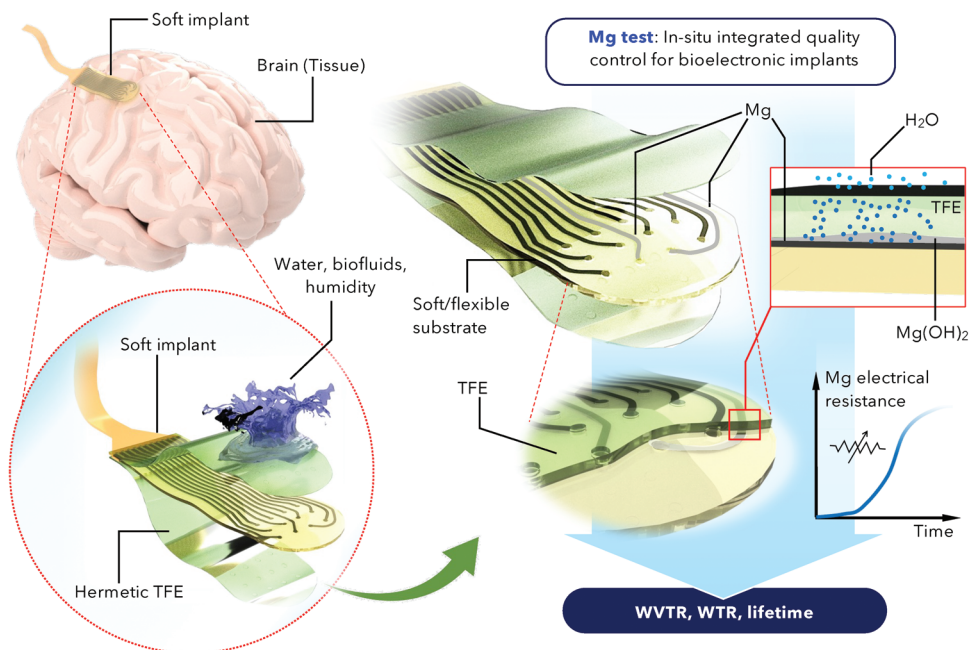 Soft implant
Brain (Tissue)
Water, biofluids,
humidity
Soft implant
Hermetic TFE
Mg test: In-situ integrated quality
control for bioelectronic implants
Mg
H₂O
TFE
Soft/flexible
substrate
Mg(OH)₂
TFE
Mg electrical
resistance
Time
WVTR, WTR, lifetime